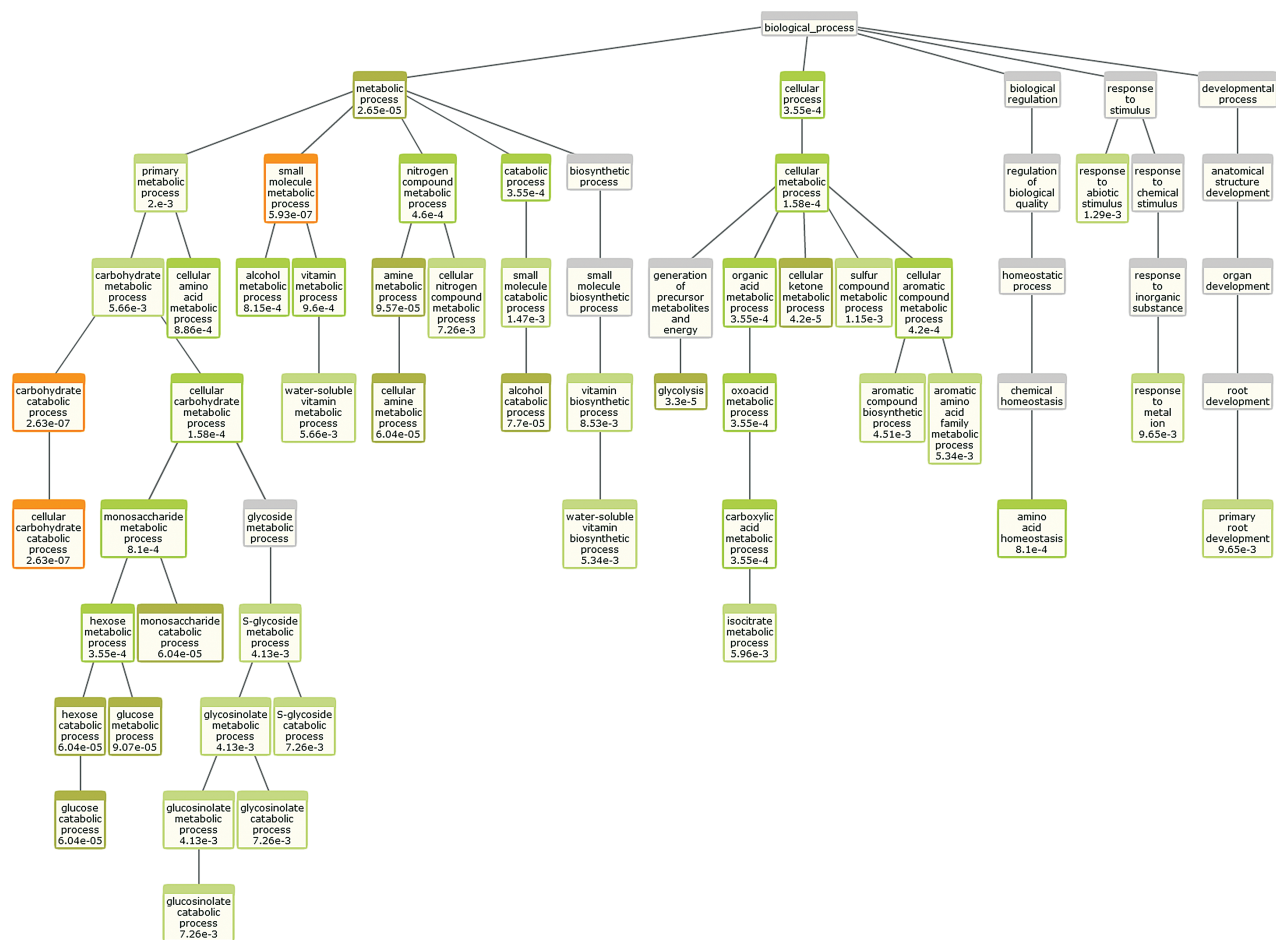 biological_process
metabolic
process
2.65e-05
cellular
process
3.55e-4
biological
regulation
response
to
stimulus
developmental
process
primary
metabolic
process
2.e-3
small
molecule
metabolic
process
5.93e-07
nitrogen
compound
metabolic
process
4.6e-4
catabolic
process
3.55e-4
biosynthetic
process
cellular
metabolic
process
1.58e-4
regulation
of
biological
quality
response
to
abiotic
stimulus
1.29e-3
response
to
chemical
stimulus
anatomical
structure
development
carbohydrate
metabolic
process
5.66e-3
cellular
amino
acid
metabolic
process
8.86e-4
alcohol
metabolic
process
8.15e-4
vitamin
metabolic
process
9.6e-4
amine
metabolic
process
9.57e-05
cellular
nitrogen
compound
metabolic
process
7.26e-3
small
molecule
catabolic
process
1.47e-3
small
molecule
biosynthetic
process
generation
of
precursor
metabolites
and
energy
organic
acid
metabolic
process
3.55e-4
cellular
ketone
metabolic
process
4.2e-5
sulfur
compound
metabolic
process
1.15e-3
cellular
aromatic
compound
metabolic
process
4.2e-4
homeostatic
process
response
to
inorganic
substance
organ
development
carbohydrate
catabolic
process
2.63e-07
cellular
carbohydrate
metabolic
process
1.58e-4
water-soluble
vitamin
metabolic
process
5.66e-3
cellular
amine
metabolic
process
6.04e-05
alcohol
catabolic
process
7.7e-05
vitamin
biosynthetic
process
8.53e-3
glycolysis
3.3e-5
oxoacid
metabolic
process
3.55e-4
aromatic
compound
biosynthetic
process
4.51e-3
aromatic
amino
acid
family
metabolic
process
5.34e-3
chemical
homeostasis
response
to
metal
ion
9.65e-3
root
development
cellular
carbohydrate
catabolic
process
2.63e-07
monosaccharide
metabolic
process
8.1e-4
glycoside
metabolic
process
water-soluble
vitamin
biosynthetic
process
5.34e-3
carboxylic
acid
metabolic
process
3.55e-4
amino
acid
homeostasis
8.1e-4
primary
root
development
9.65e-3
hexose
metabolic
process
3.55e-4
monosaccharide
catabolic
process
6.04e-05
S-glycoside
metabolic
process
4.13e-3
isocitrate
metabolic
process
5.96e-3
hexose
catabolic
process
6.04e-05
glucose
metabolic
process
9.07e-05
glycosinolate
metabolic
process
4.13e-3
S-glycoside
catabolic
process
7.26e-3
glucose
catabolic
process
6.04e-05
glucosinolate
metabolic
process
4.13e-3
glycosinolate
catabolic
process
7.26e-3
glucosinolate
catabolic
process
7.26e-3